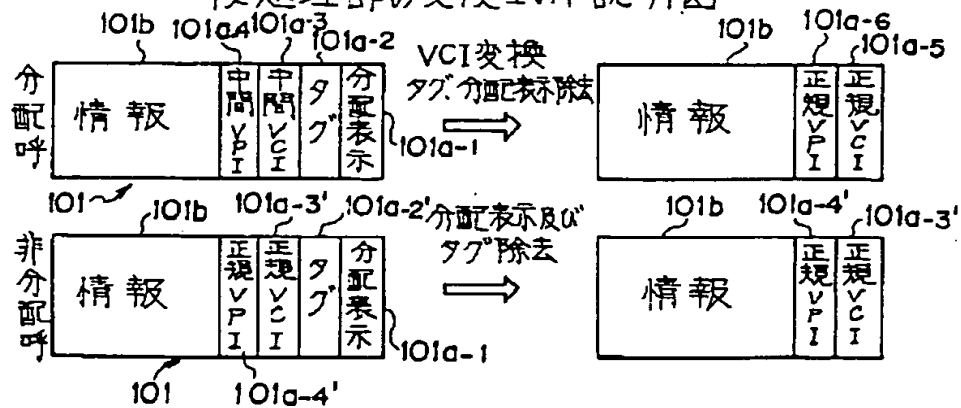 101b 101a-4 101a-3 101a-2
分配呼
情報
中間VPI
中間VCI
タグ
分配表示
101a-1
101
VCI変換
タグ、分配表示除去
101b 101a-6
101a-5
情報
正規VPI
正規VCI
101b 101a-3' 101a-2'
非分配呼
情報
正規VPI
正規VCI
タグ
分配表示
101a-1
101 101a-4'
分配表示及び
タグ除去
101b 101a-4' 101a-3'
情報
正規VPI
正規VCI